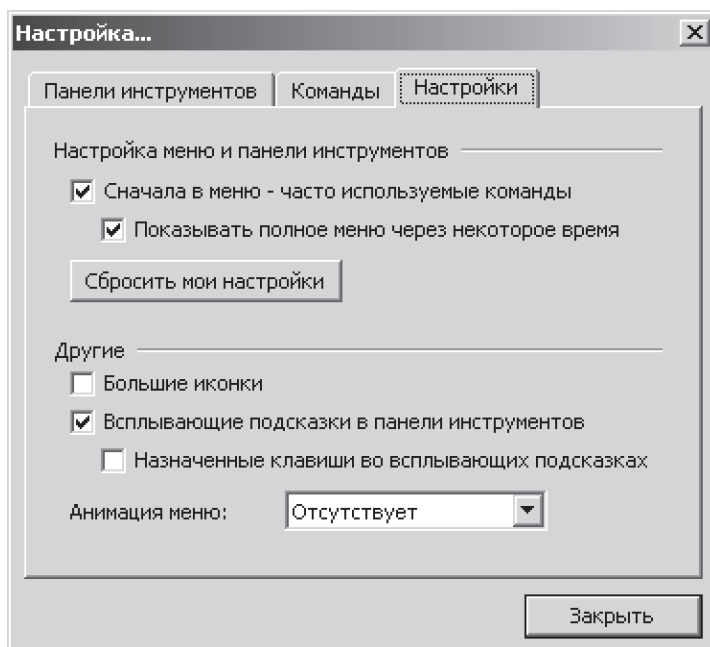 Настройка...
Панели инструментов
Команды
Настройки
Настройка меню и панели инструментов
Сначала в меню - часто используемые команды
Показывать полное меню через некоторое время
Сбросить мои настройки
Другие
Большие иконки
Всплывающие подсказки в панели инструментов
Назначенные клавиши во всплывающих подсказках
Анимация меню: Отсутствует
Закрыть